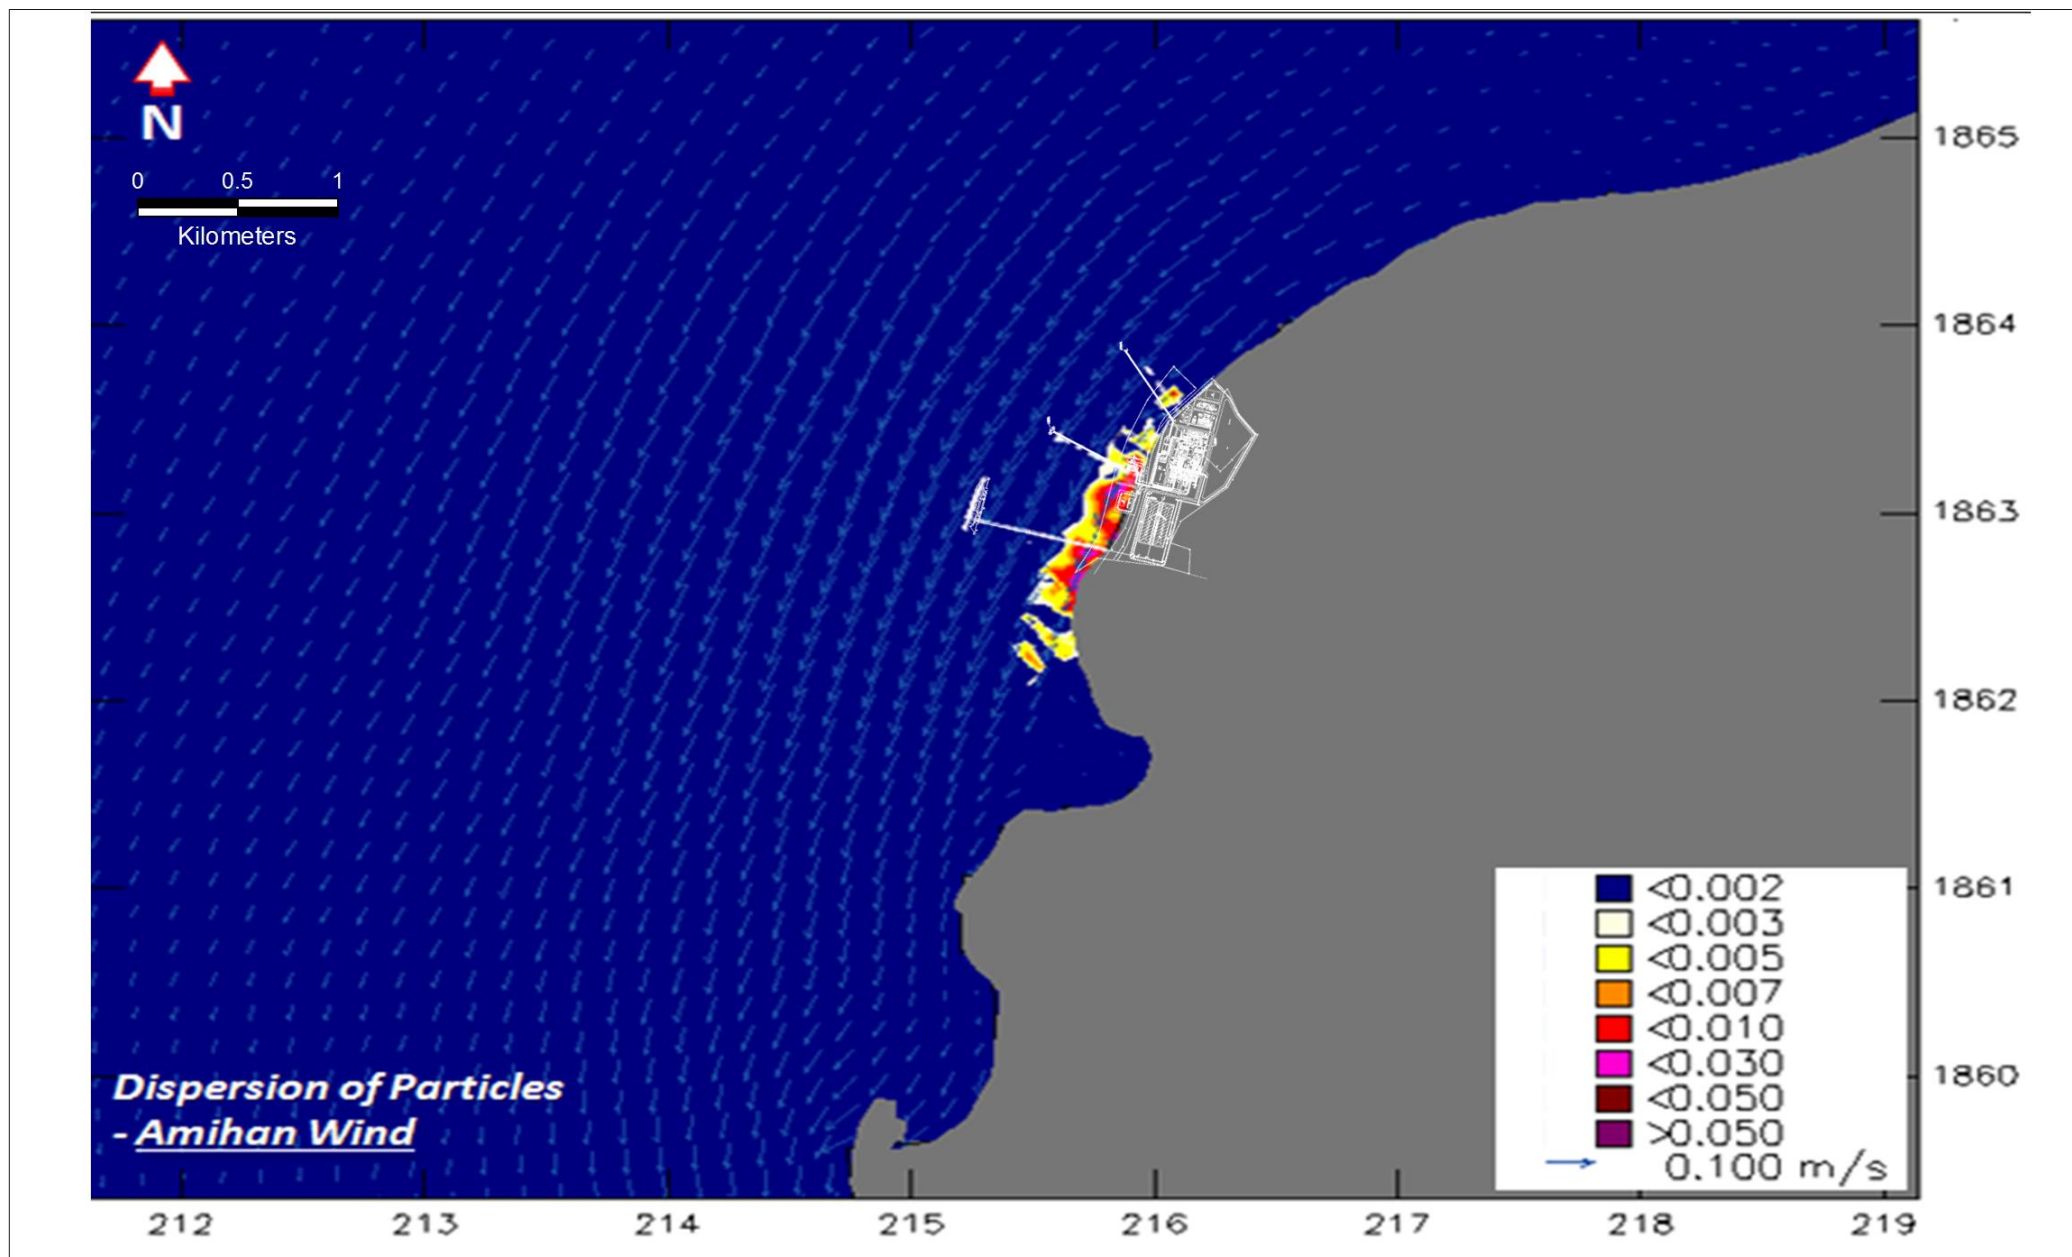 N
0 0.5 1
Kilometers
1865
1864
1863
1862
1861
1860
<0.002
<0.003
<0.005
<0.007
<0.010
<0.030
<0.050
>0.050
0.100 m/s
Dispersion of Particles
- Amihan Wind
212 213 214 215 216 217 218 219